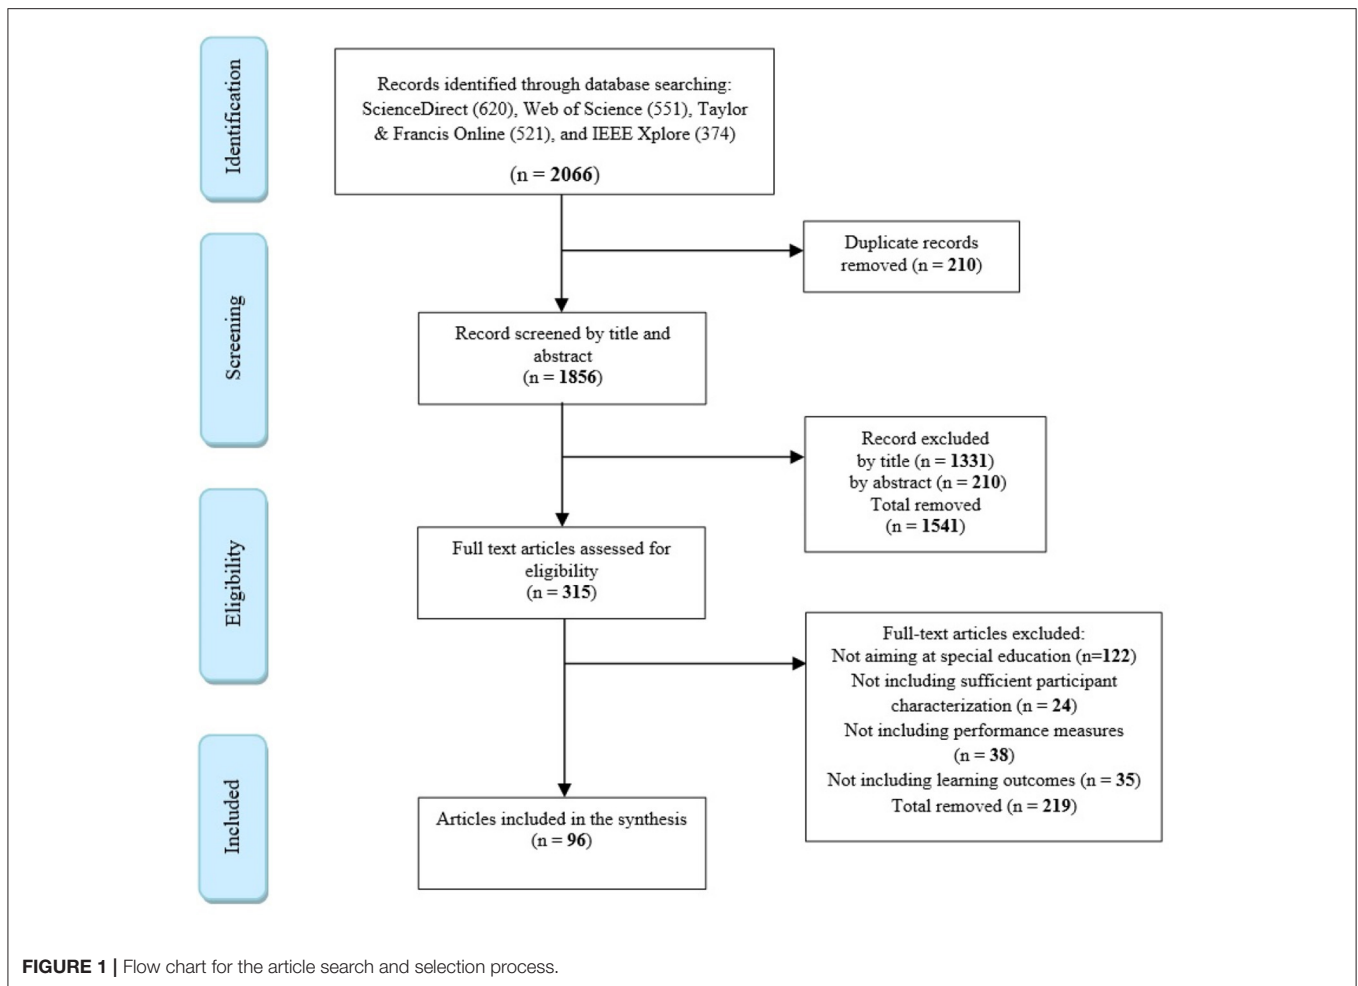 Identification
Records identified through database searching:
ScienceDirect (620), Web of Science (551), Taylor
& Francis Online (521), and IEEE Xplore (374)
(n = 2066)
Duplicate records
removed (n = 210)
Screening
Record screened by title and
abstract
(n = 1856)
Record excluded
by title (n = 1331)
by abstract (n = 210)
Total removed
(n = 1541)
Eligibility
Full text articles assessed for
eligibility
(n = 315)
Full-text articles excluded:
Not aiming at special education (n=122)
Not including sufficient participant
characterization (n = 24)
Not including performance measures
(n = 38)
Not including learning outcomes (n = 35)
Total removed (n = 219)
Included
Articles included in the synthesis
(n = 96)
FIGURE 1 | Flow chart for the article search and selection process.